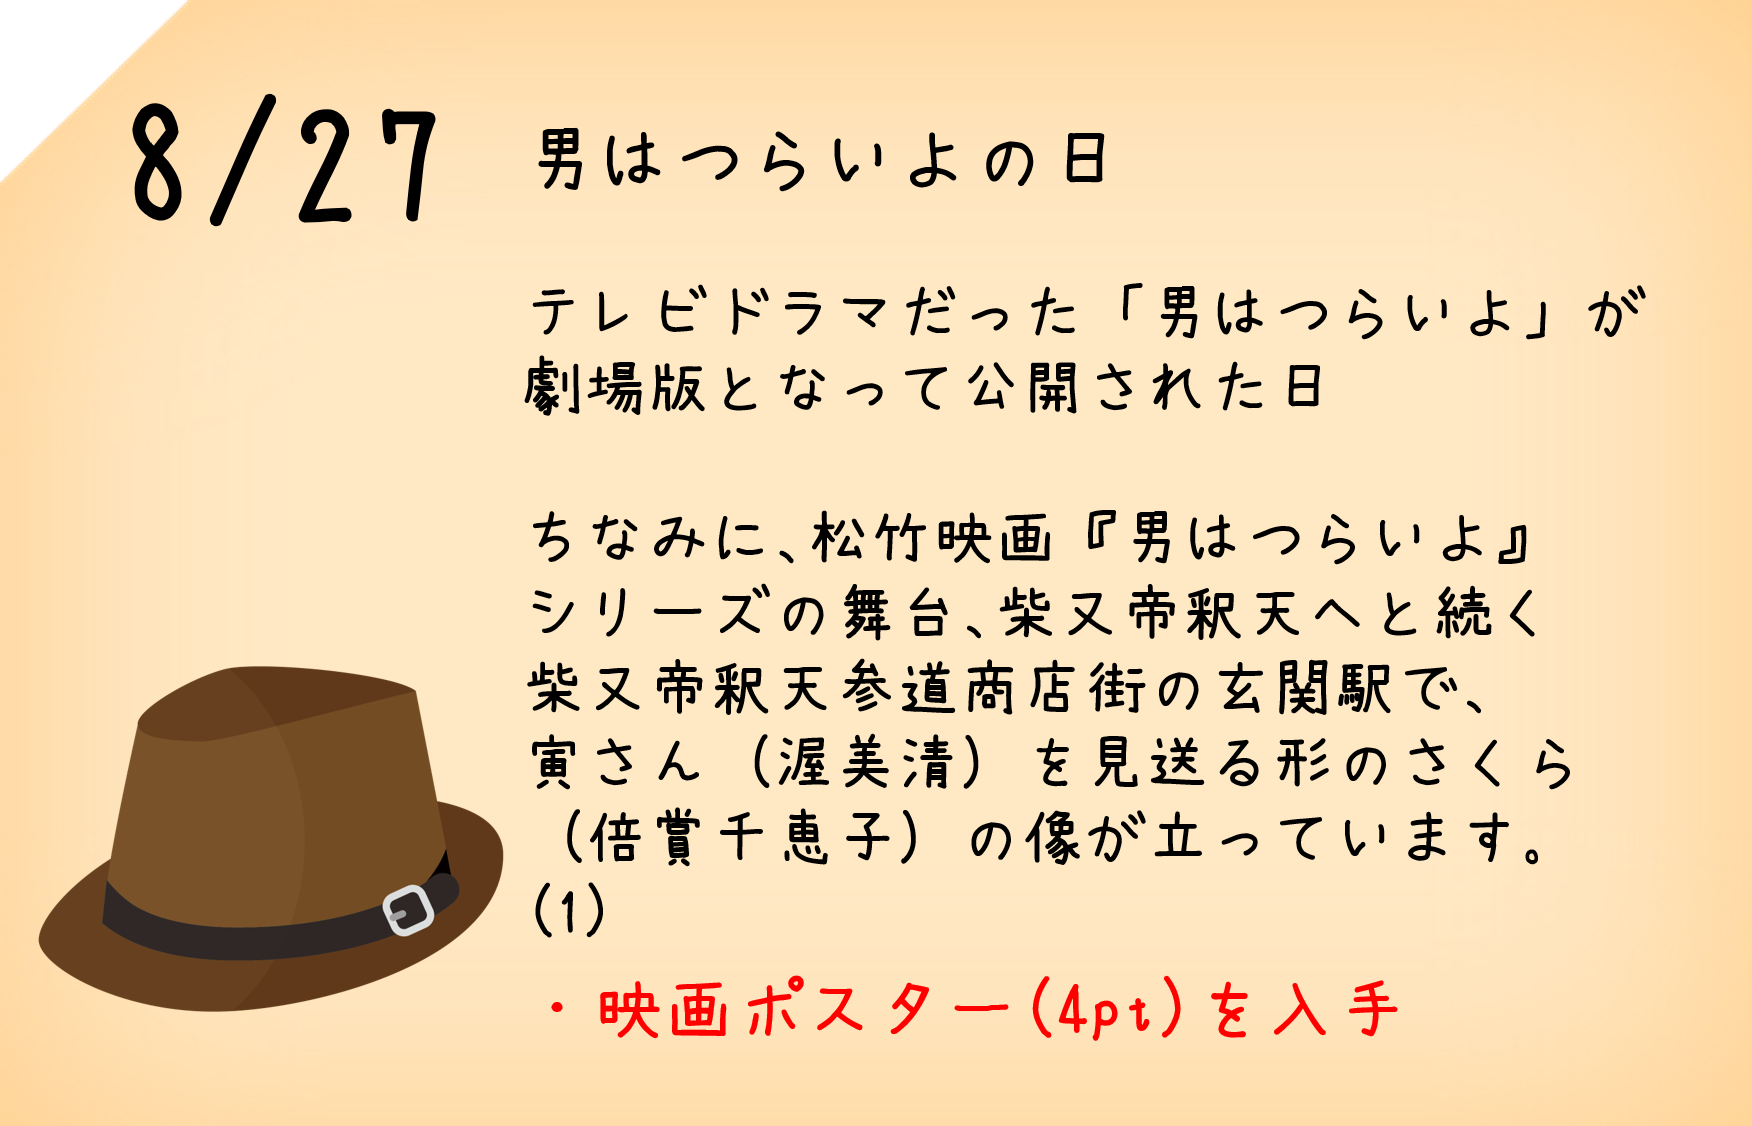 8/27 男はつらいよの日
テレビドラマだった「男はつらいよ」が
劇場版となって公開された日
ちなみに、松竹映画『男はつらいよ』
シリーズの舞台、柴又帝釈天へと続く
柴又帝釈天参道商店街の玄関駅で、
寅さん（渥美清）を見送る形のさくら
（倍賞千恵子）の像が立っています。
(1)
・映画ポスター(4pt)を入手